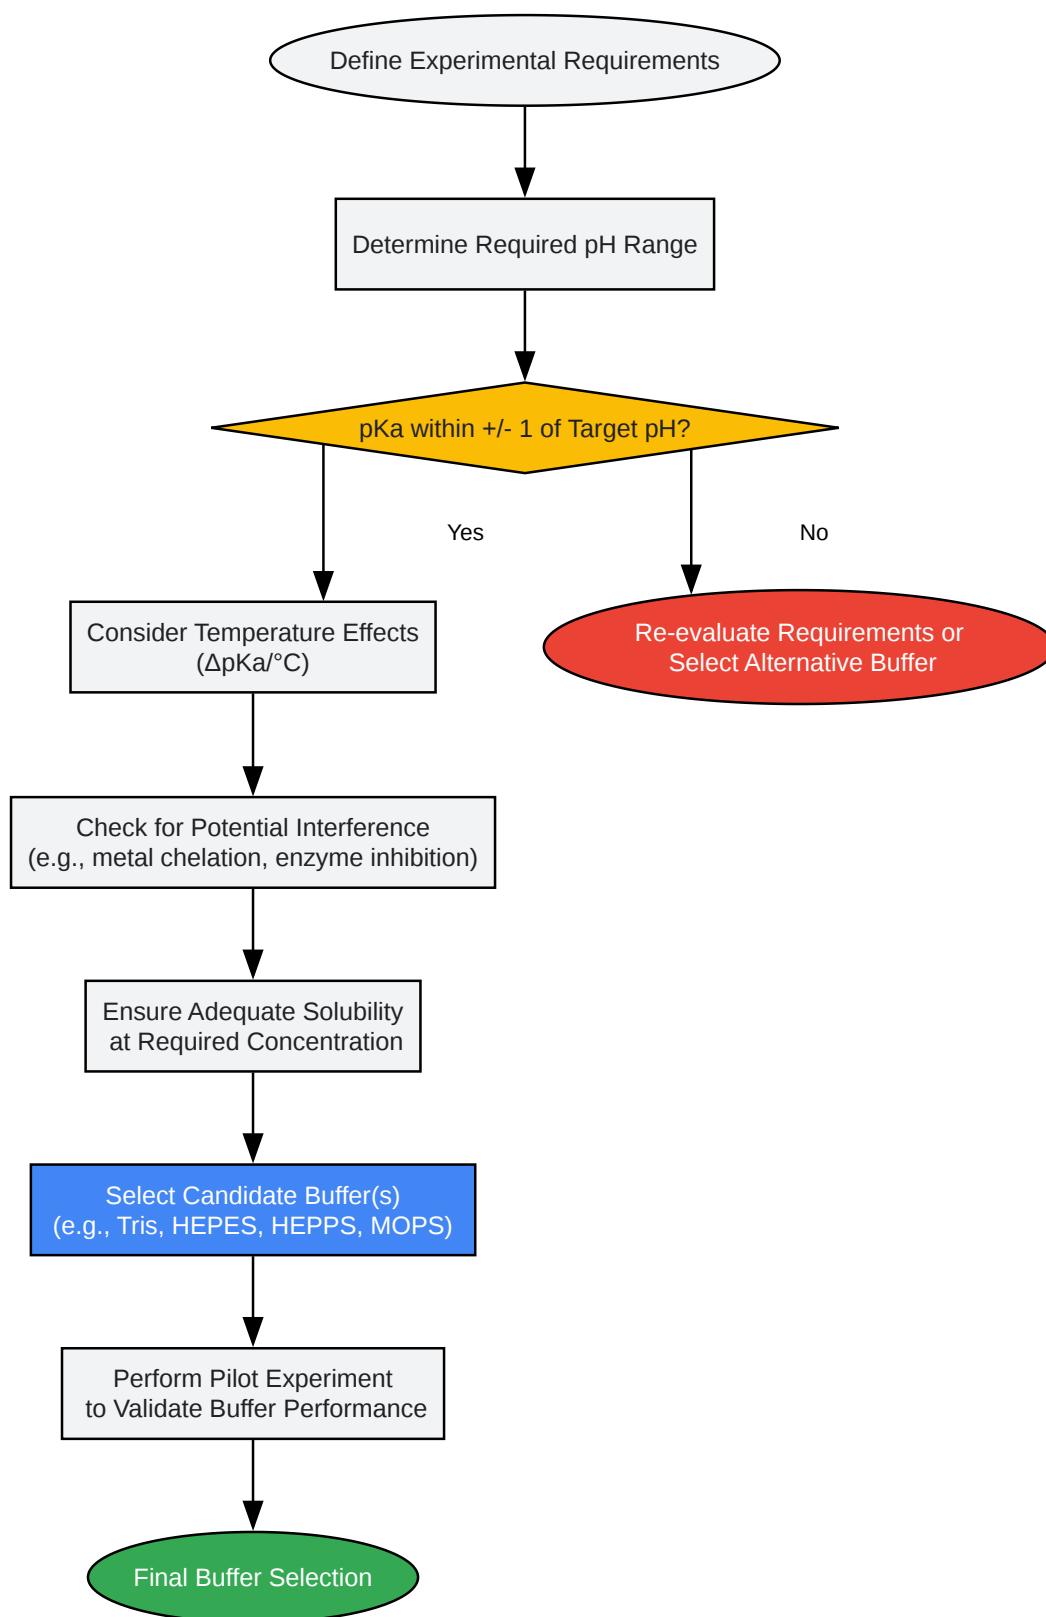 Define Experimental Requirements
Determine Required pH Range
pKa within +/- 1 of Target pH?
Yes
No
Consider Temperature Effects
(ΔpKa/°C)
Re-evaluate Requirements or
Select Alternative Buffer
Check for Potential Interference
(e.g., metal chelation, enzyme inhibition)
Ensure Adequate Solubility
at Required Concentration
Select Candidate Buffer(s)
(e.g., Tris, HEPES, HEPPS, MOPS)
Perform Pilot Experiment
to Validate Buffer Performance
Final Buffer Selection